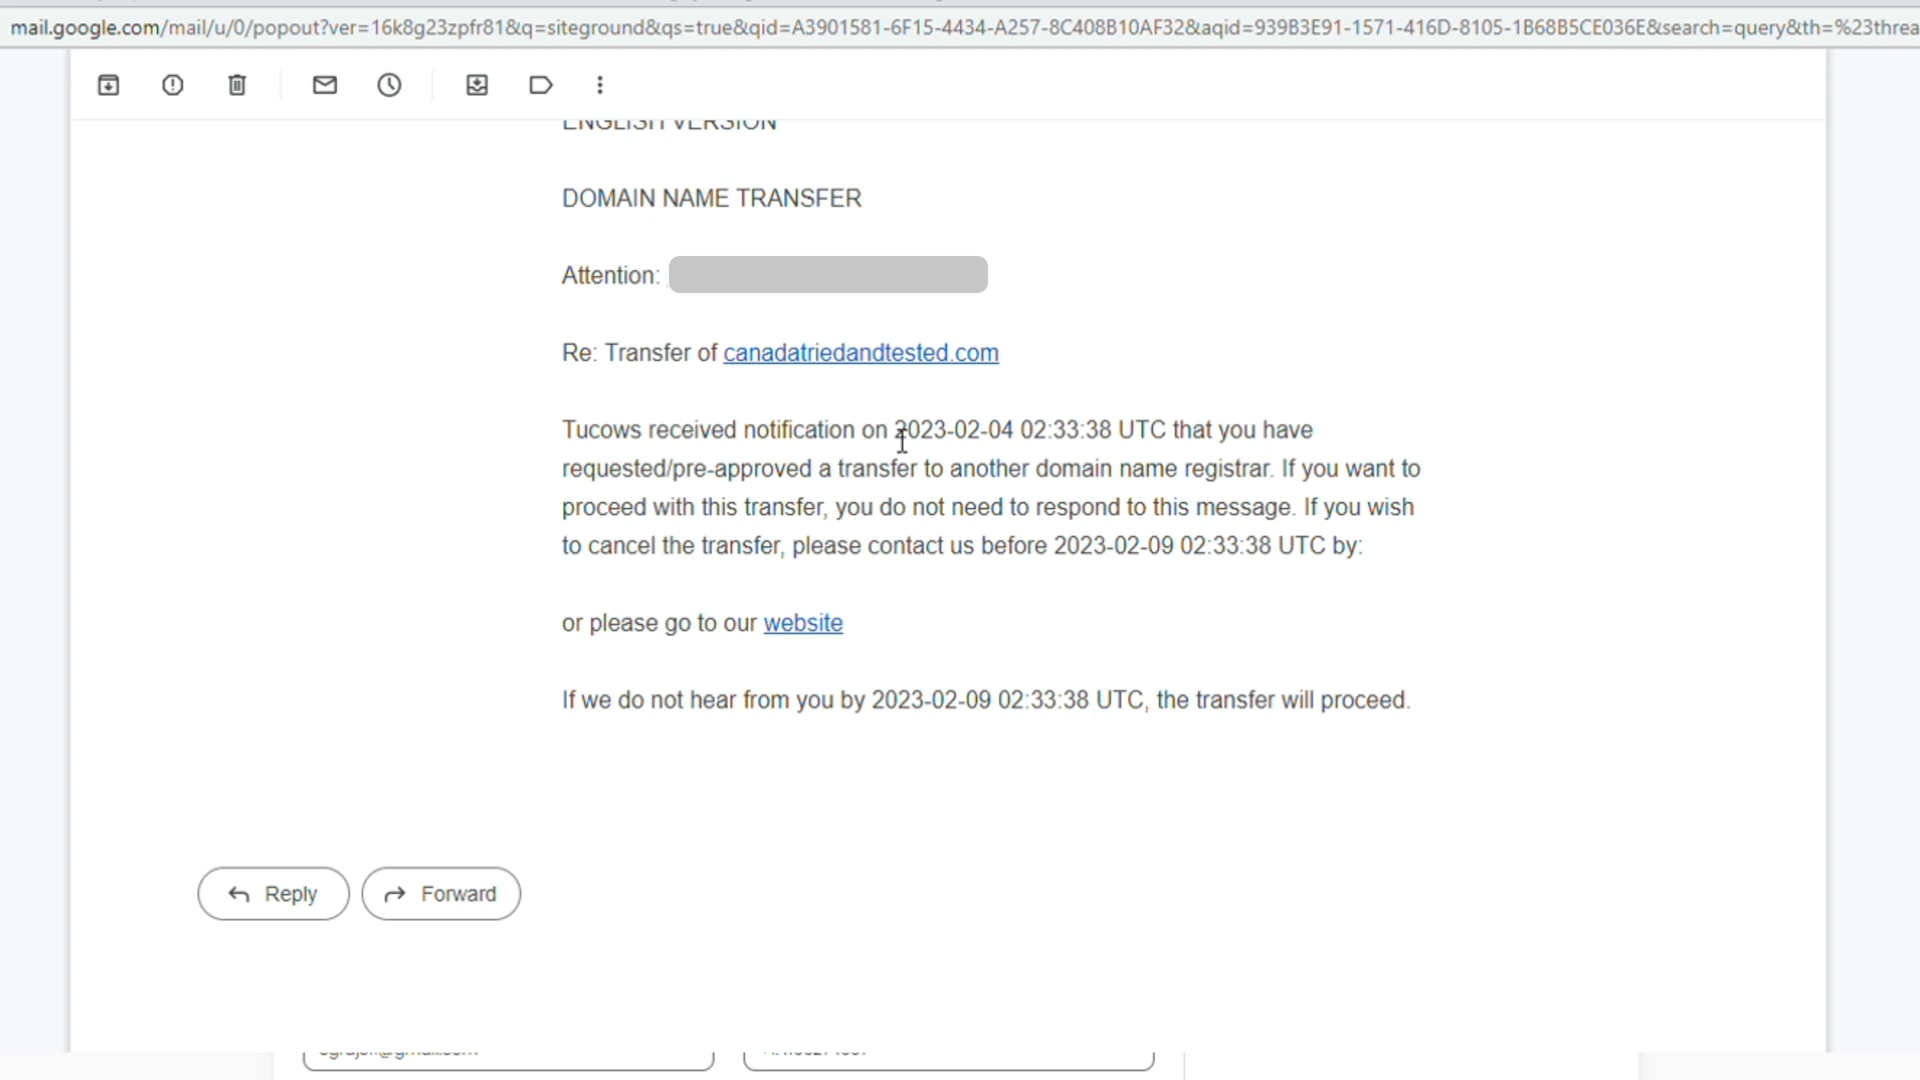 mail.google.com/mail/u/0/popout?ver=16k8g23zpfr81&q=siteground&qs=true&qid=A3901581-6F15-4434-A257-8C408B10AF32&aqid=939B3E91-1571-416D-8105-1B68B5CE036E&search=query&th=%23threa
ENGLISH VERSION
DOMAIN NAME TRANSFER
Attention:
Re: Transfer of canadatriedandtested.com
Tucows received notification on 2023-02-04 02:33:38 UTC that you have
requested/pre-approved a transfer to another domain name registrar. If you want to
proceed with this transfer, you do not need to respond to this message. If you wish
to cancel the transfer, please contact us before 2023-02-09 02:33:38 UTC by:
or please go to our website
If we do not hear from you by 2023-02-09 02:33:38 UTC, the transfer will proceed.
Reply
Forward